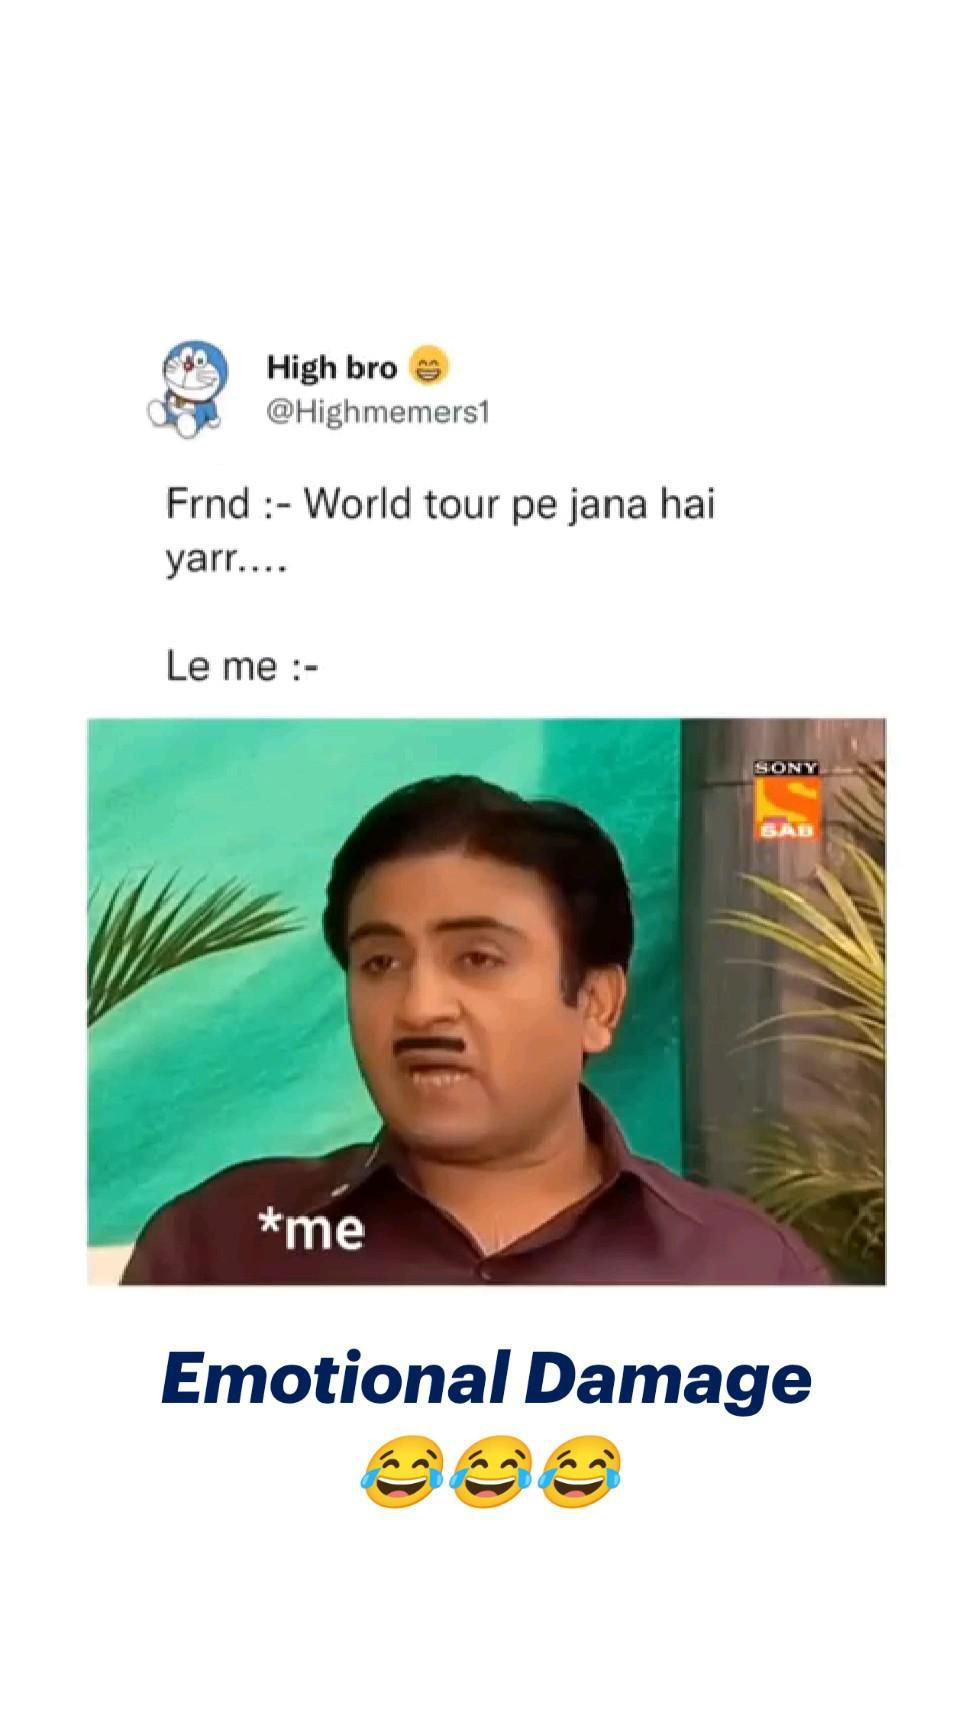 High bro 😁
@Highmemers1
Frnd :- World tour pe jana hai
yarr....
Le me :-
SONY
S
SAB
*me
Emotional Damage
😂😂😂